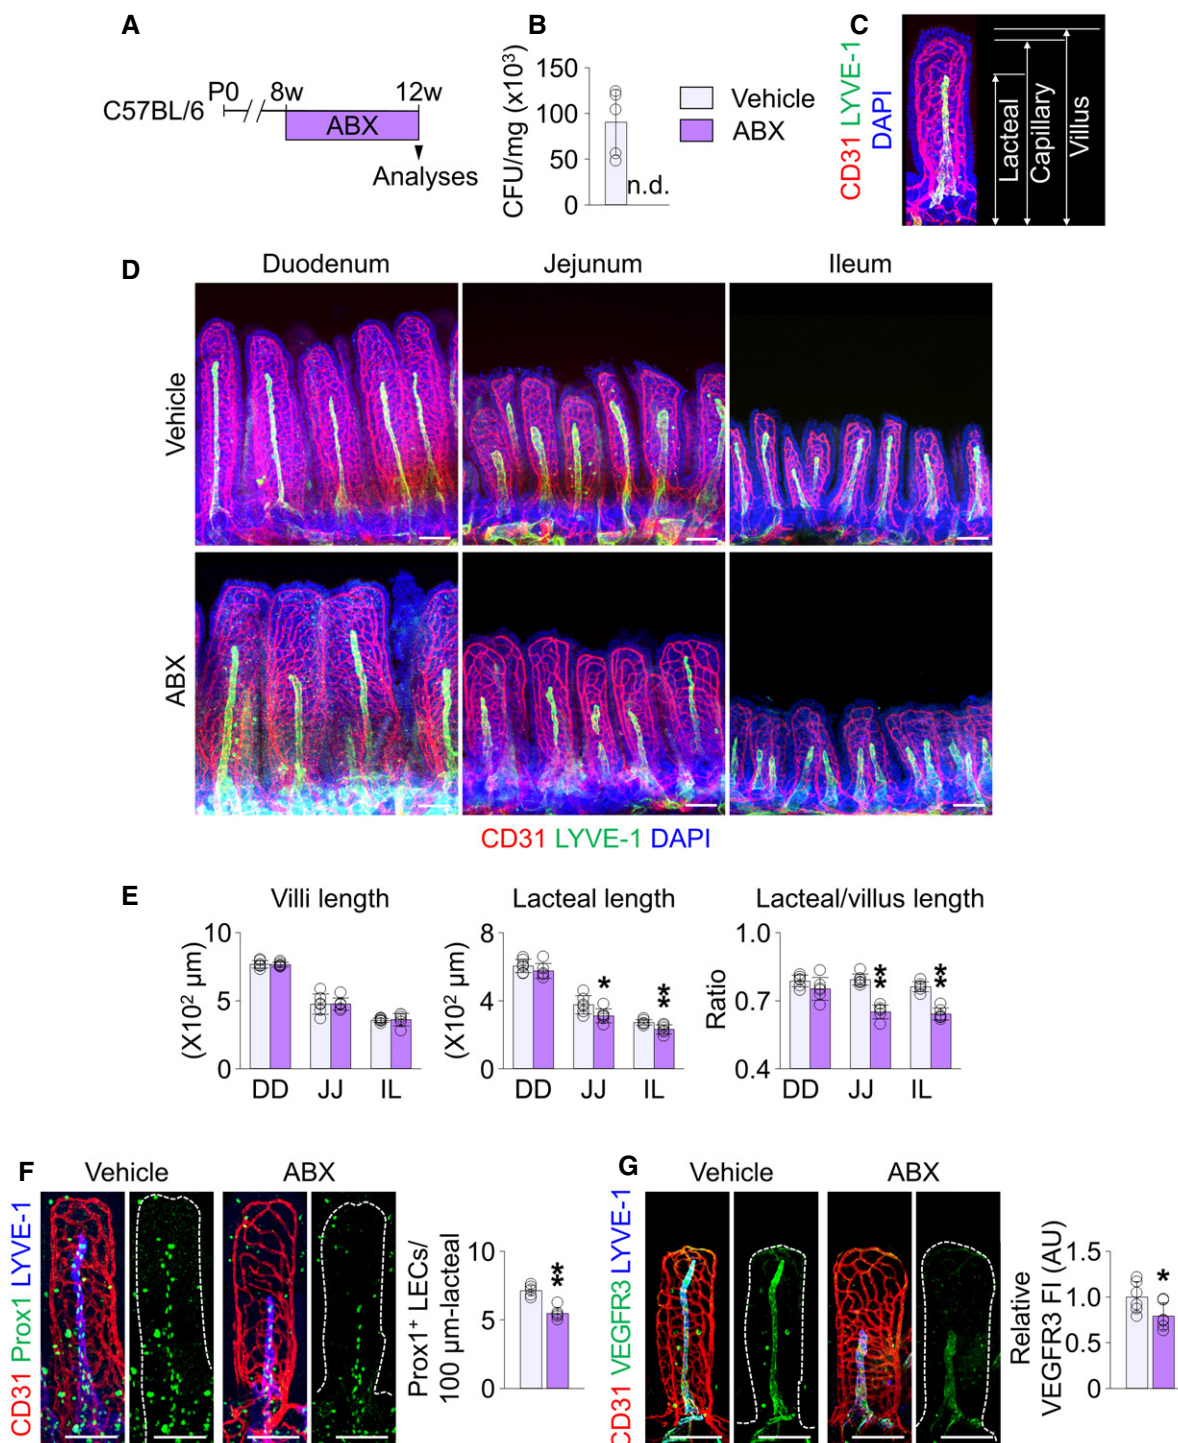 A
C57BL/6
P0
8w
12w
ABX
Analyses
B
CFU/mg (x10³)
150
100
50
0
n.d.
Vehicle
ABX
C
CD31 LYVE-1
DAPI
Lacteal
Capillary
Villus
D
Duodenum
Jejunum
Ileum
Vehicle
ABX
CD31 LYVE-1 DAPI
E
Villi length
(X10² µm)
10
5
0
DD JJ IL
Lacteal length
(X10² µm)
8
4
0
*
**
DD JJ IL
Lacteal/villus length
Ratio
1.0
0.7
0.4
**
**
DD JJ IL
F
Vehicle
ABX
CD31 Prox1 LYVE-1
Prox1⁺ LECs/
100 µm-lacteal
10
5
0
**
G
Vehicle
ABX
CD31 VEGFR3 LYVE-1
Relative
VEGFR3 FI (AU)
1.5
1.0
0.5
0
*